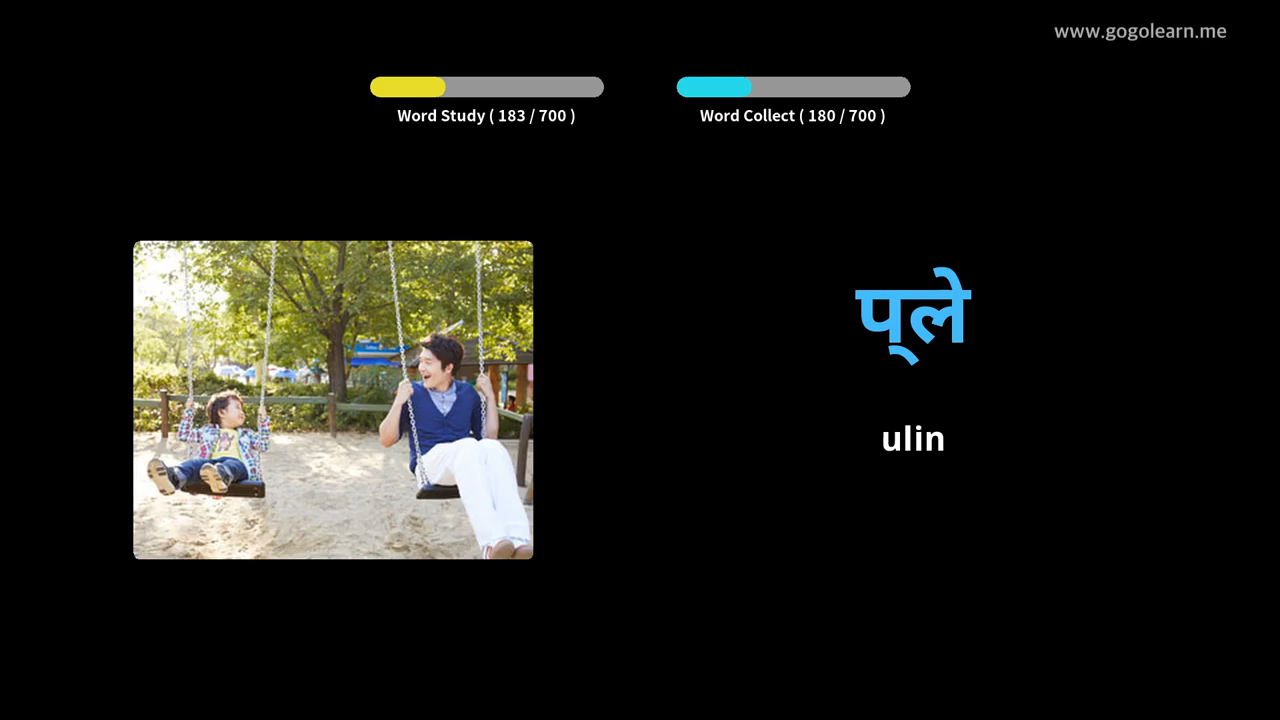 www.gogolearn.me
Word Study ( 183 / 700 )
Word Collect ( 180 / 700 )
प्‌ले
ulin